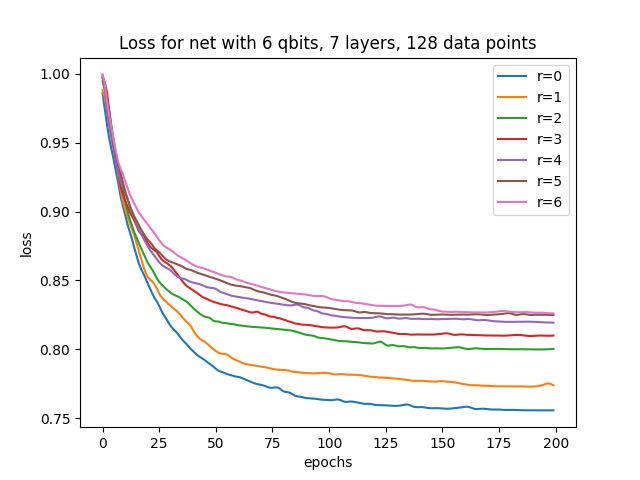 Loss for net with 6 qbits, 7 layers, 128 data points
1.00
0.95
0.90
0.85
0.80
0.75
loss
0
25
50
75
100
125
150
175
200
epochs
r=0
r=1
r=2
r=3
r=4
r=5
r=6